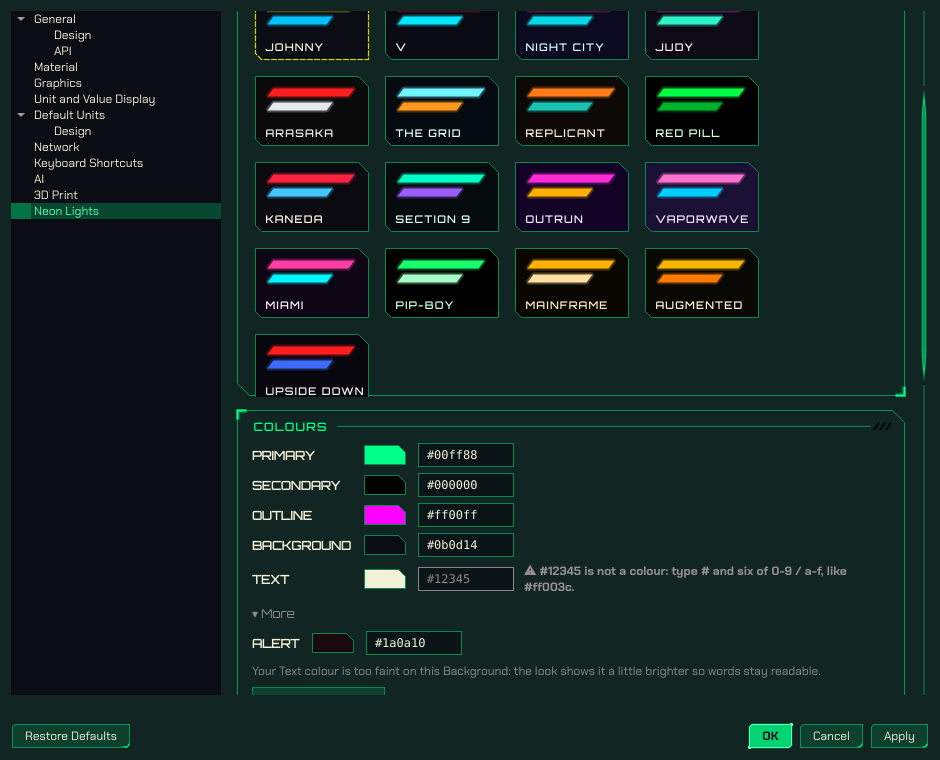 General
Design
API
Material
Graphics
Unit and Value Display
Default Units
Design
Network
Keyboard Shortcuts
AI
3D Print
Neon Lights
JOHNNY
V
NIGHT CITY
JUDY
ARASAKA
THE GRID
REPLICANT
RED PILL
KANEDA
SECTION 9
OUTRUN
VAPORWAVE
MIAMI
PIP-BOY
MAINFRAME
AUGMENTED
UPSIDE DOWN
COLOURS
PRIMARY #00ff88
SECONDARY #000000
OUTLINE #ff00ff
BACKGROUND #0b0d14
TEXT #12345 ⚠ #12345 is not a colour: type # and six of 0-9 / a-f, like
#ff003c.
▾ More
ALERT #1a0a10
Your Text colour is too faint on this Background: the look shows it a little brighter so words stay readable.
Restore Defaults
OK
Cancel
Apply